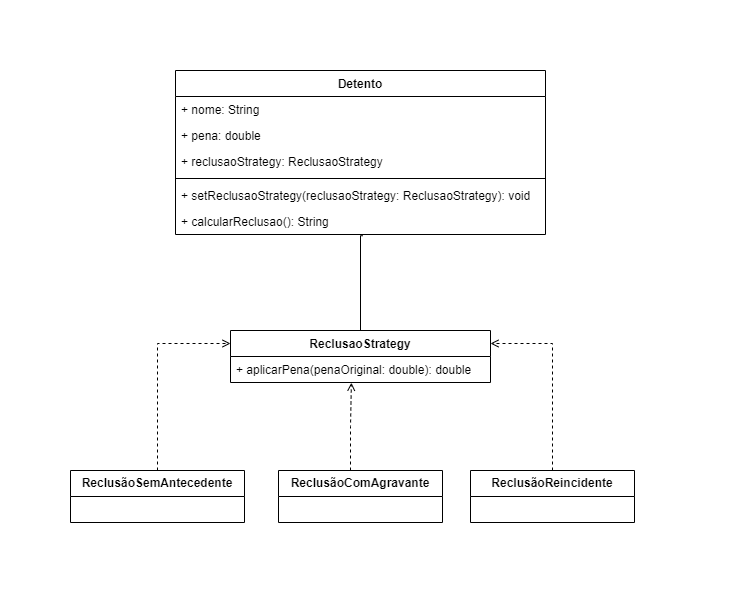 Detento
+ nome: String
+ pena: double
+ reclusaoStrategy: ReclusaoStrategy
+ setReclusaoStrategy(reclusaoStrategy: ReclusaoStrategy): void
+ calcularReclusao(): String
ReclusaoStrategy
+ aplicarPena(penaOriginal: double): double
ReclusãoSemAntecedente
ReclusãoComAgravante
ReclusãoReincidente